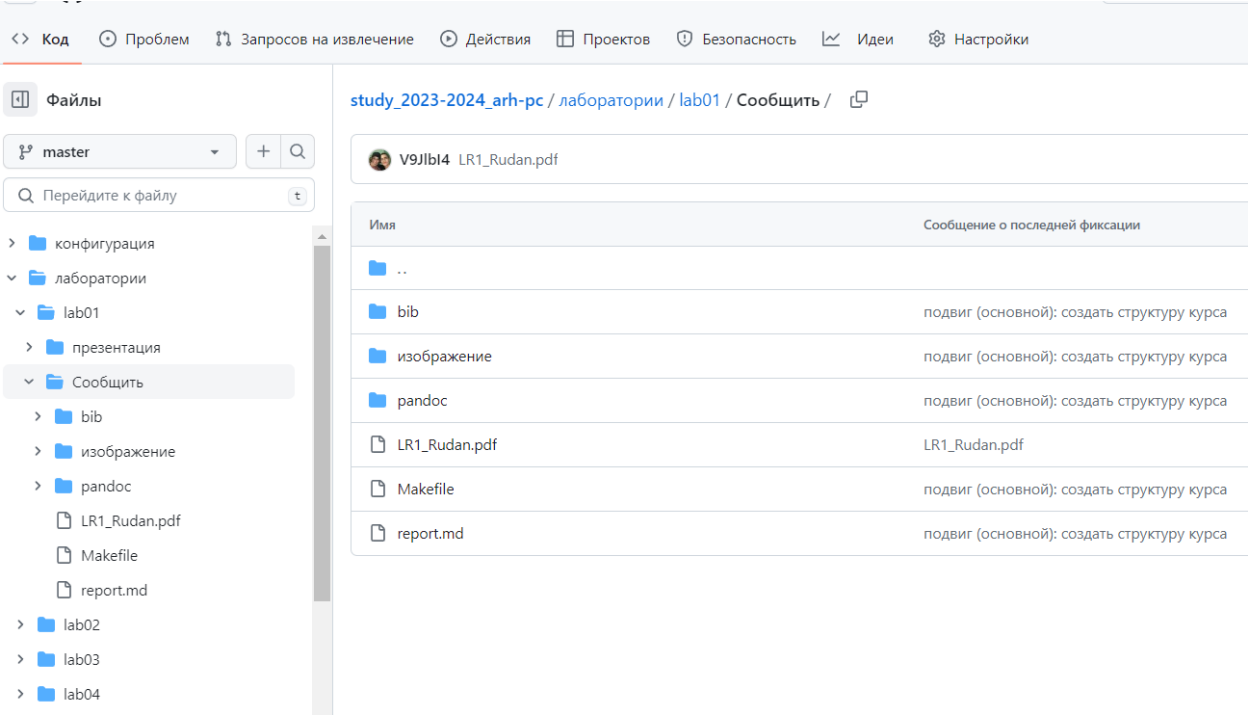 Код Проблем Запросов на извлечение Действия Проектов Безопасность Идеи Настройки
Файлы
master
Перейдите к файлу t
конфигурация
лаборатории
lab01
презентация
Сообщить
bib
изображение
pandoc
LR1_Rudan.pdf
Makefile
report.md
lab02
lab03
lab04
study_2023-2024_arh-pc / лаборатории / lab01 / Сообщить /
V9JlbI4 LR1_Rudan.pdf
Имя Сообщение о последней фиксации
..
bib подвиг (основной): создать структуру курса
изображение подвиг (основной): создать структуру курса
pandoc подвиг (основной): создать структуру курса
LR1_Rudan.pdf LR1_Rudan.pdf
Makefile подвиг (основной): создать структуру курса
report.md подвиг (основной): создать структуру курса